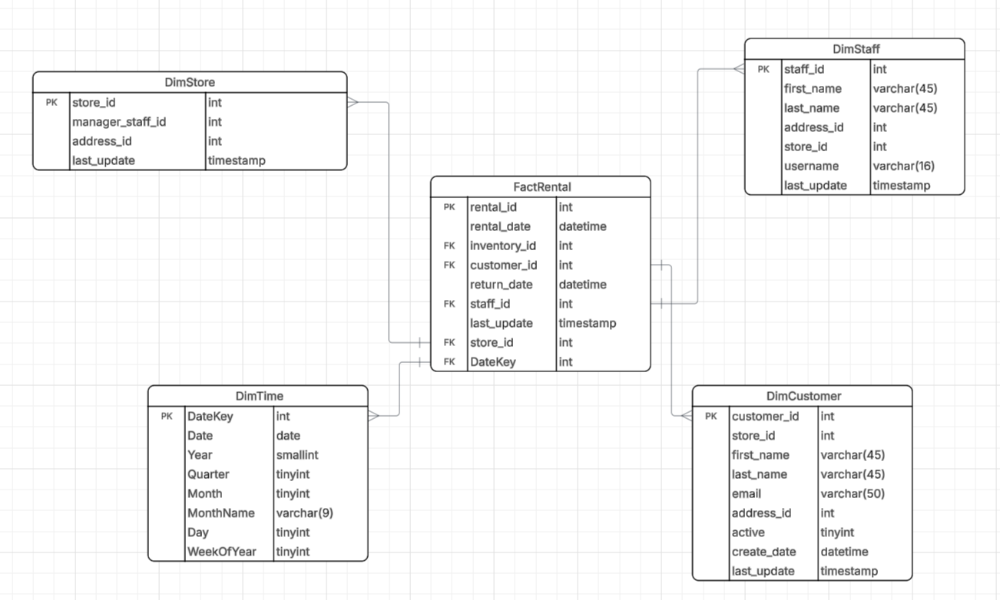 DimStore
PK store_id int
manager_staff_id int
address_id int
last_update timestamp
DimStaff
PK staff_id int
first_name varchar(45)
last_name varchar(45)
address_id int
store_id int
username varchar(16)
last_update timestamp
FactRental
PK rental_id int
rental_date datetime
FK inventory_id int
FK customer_id int
return_date datetime
FK staff_id int
last_update timestamp
FK store_id int
FK DateKey int
DimTime
PK DateKey int
Date date
Year smallint
Quarter tinyint
Month tinyint
MonthName varchar(9)
Day tinyint
WeekOfYear tinyint
DimCustomer
PK customer_id int
store_id int
first_name varchar(45)
last_name varchar(45)
email varchar(50)
address_id int
active tinyint
create_date datetime
last_update timestamp